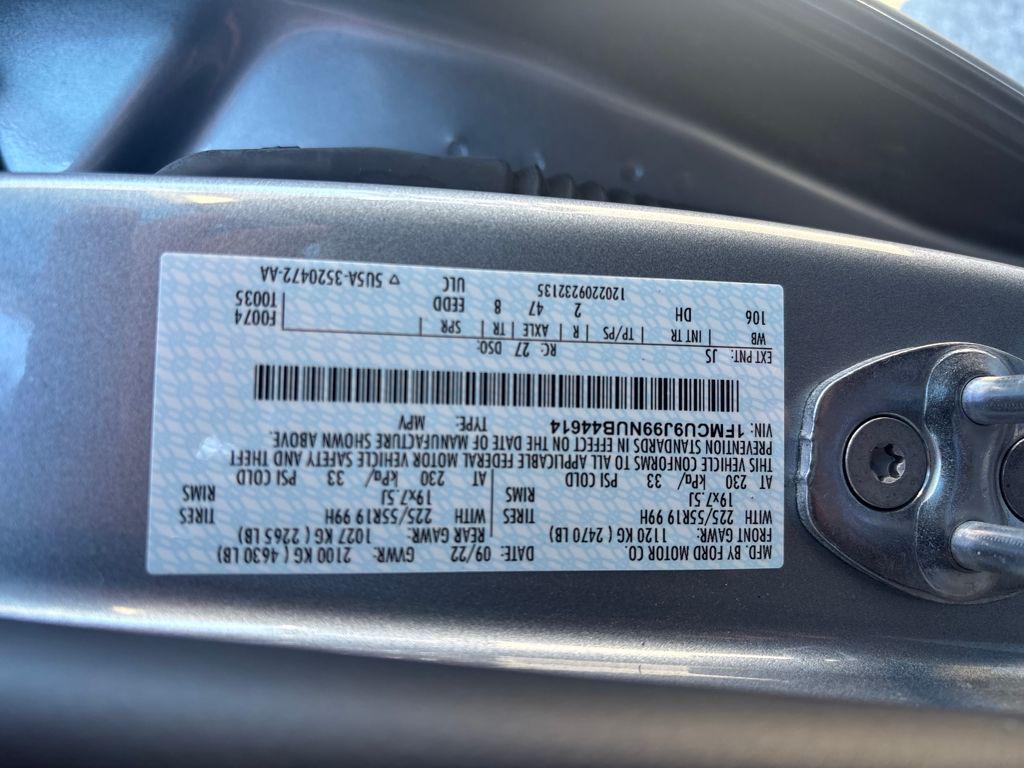 MFD. BY FORD MOTOR CO.
DATE: 09/22 GVWR: 2100 KG ( 4630 LB)
FRONT GAWR: 1120 KG ( 2470 LB) REAR GAWR: 1027 KG ( 2265 LB)
WITH 225/55R19 99H TIRES WITH 225/55R19 99H TIRES
19x7.5J RIMS 19x7.5J RIMS
AT 230 kPa/ 33 PSI COLD AT 230 kPa/ 33 PSI COLD
THIS VEHICLE CONFORMS TO ALL APPLICABLE FEDERAL MOTOR VEHICLE SAFETY AND THEFT
PREVENTION STANDARDS IN EFFECT ON THE DATE OF MANUFACTURE SHOWN ABOVE.
VIN: 1FMCU9J99NUB44614 TYPE: MPV
EXT PNT: JS RC: 27 DSO:
WB INT TR TP/PS R AXLE TR SPR F0074
106 DH 2 47 8 EEDD T0035
1202209232135 ULC 5U5A-3520472-AA